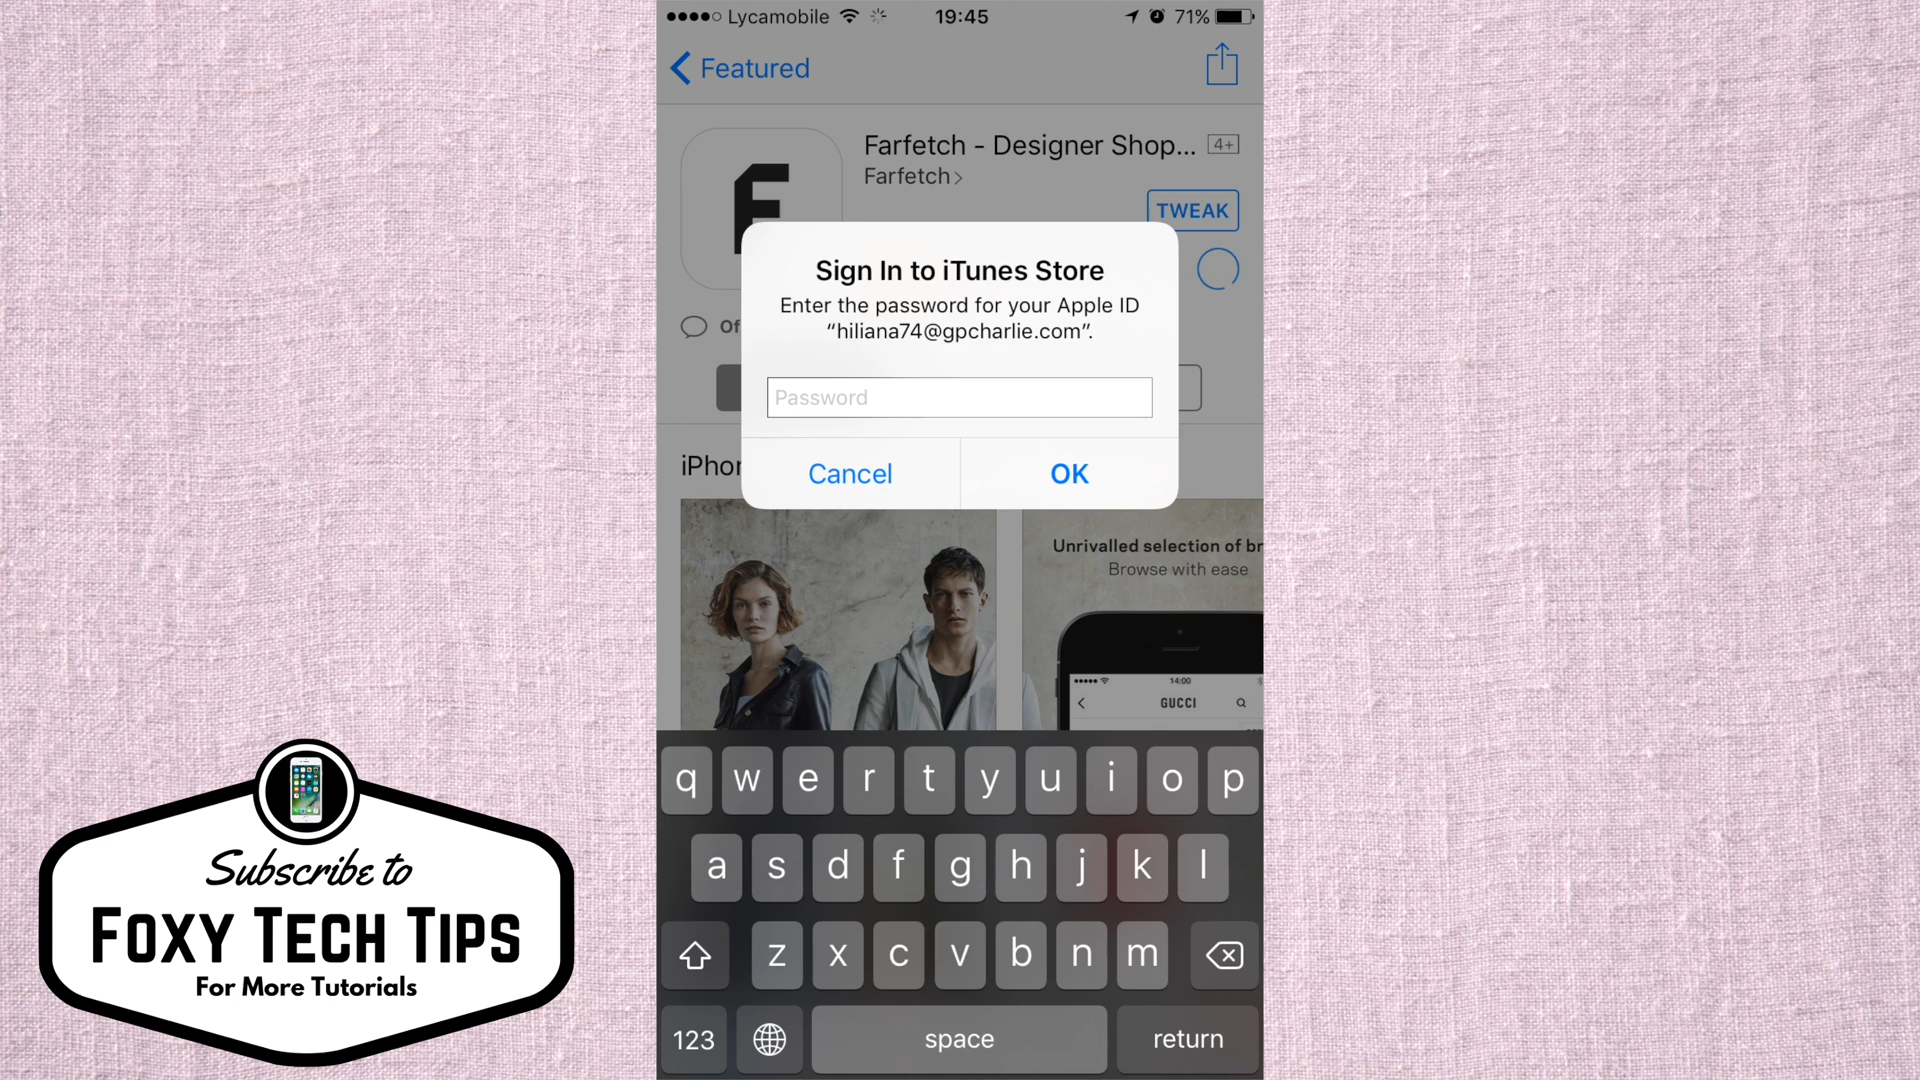 Lycamobile 19:45 71%
Featured
Farfetch - Designer Shop... 4+
Farfetch
TWEAK
F
Sign In to iTunes Store
Enter the password for your Apple ID
“hiliana74@gpcharlie.com”.
Of
Password
Cancel OK
iPhon
Unrivalled selection of br
Browse with ease
14:00
GUCCI
q w e r t y u i o p
a s d f g h j k l
z x c v b n m
123 space return
Subscribe to
Foxy Tech Tips
For More Tutorials